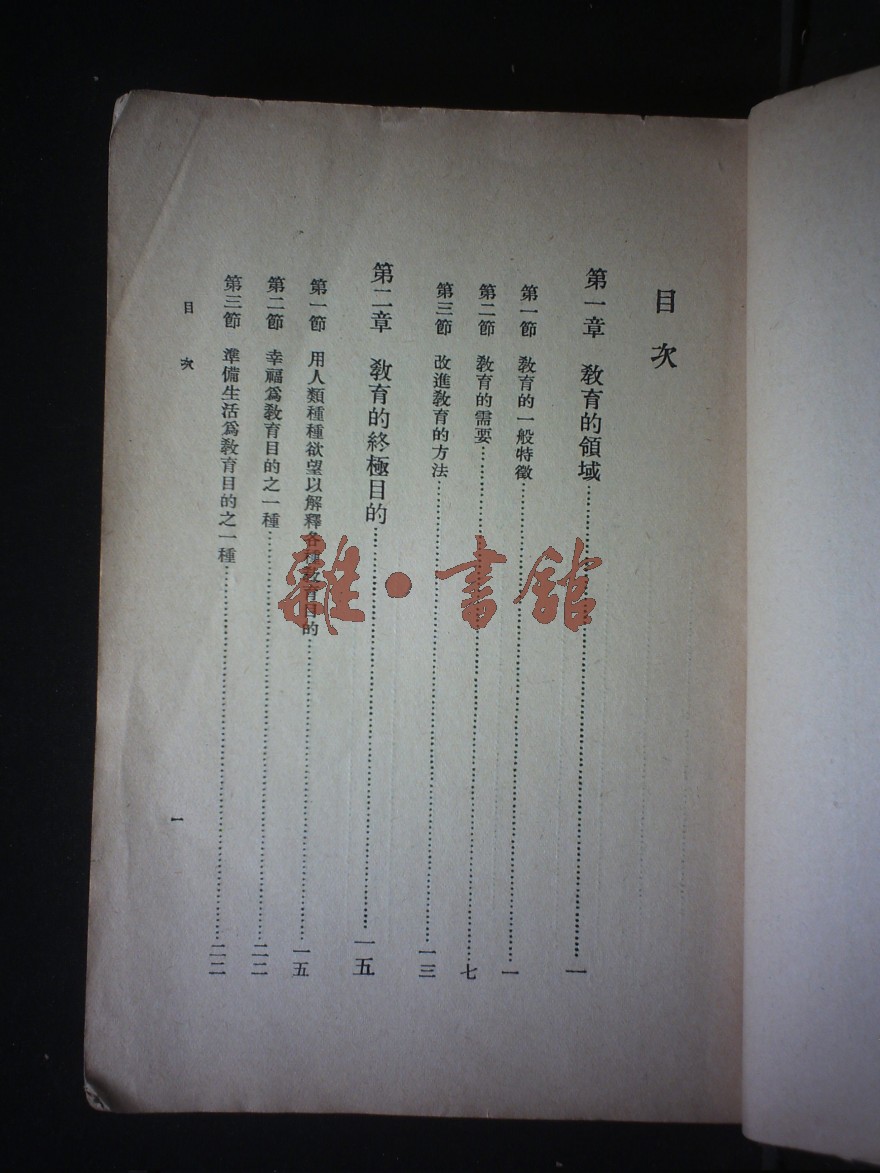 目次
第一章 教育的領域……一
第一節 教育的一般特徵……一
第二節 教育的需要……七
第三節 改進教育的方法……一三
第二章 教育的終極目的……一五
第一節 用人類種種欲望以解釋各種教育目的……一五
第二節 幸福爲教育目的之一種……二二
第三節 準備生活爲教育目的之一種……二二
目次 一
雜·書館